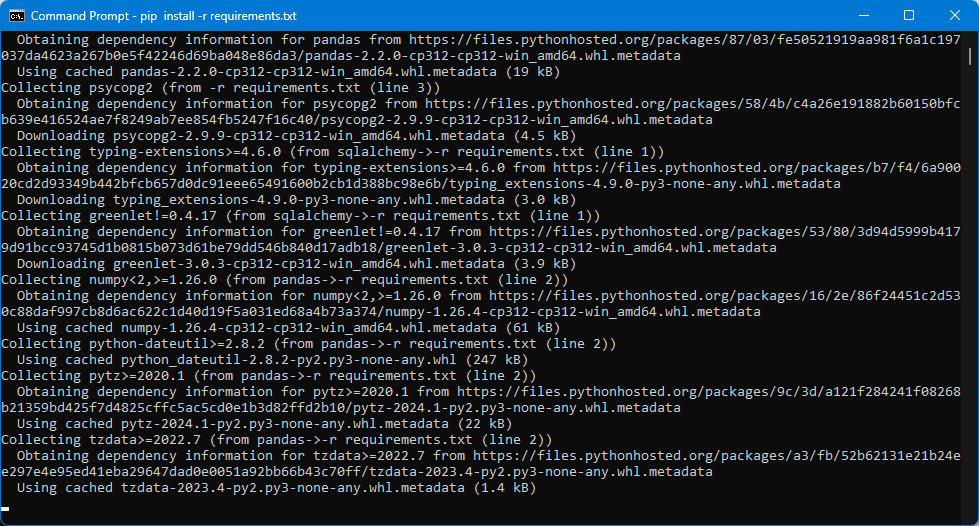 Command Prompt - pip install -r requirements.txt
Obtaining dependency information for pandas from https://files.pythonhosted.org/packages/87/03/fe50521919aa981f6a1c197
037da4623a267b0e5f42246d69ba048e86da3/pandas-2.2.0-cp312-cp312-win_amd64.whl.metadata
Using cached pandas-2.2.0-cp312-cp312-win_amd64.whl.metadata (19 kB)
Collecting psycopg2 (from -r requirements.txt (line 3))
Obtaining dependency information for psycopg2 from https://files.pythonhosted.org/packages/58/4b/c4a26e191882b60150bfc
b639e416524ae7f8249ab7ee854fb5247f16c40/psycopg2-2.9.9-cp312-cp312-win_amd64.whl.metadata
Downloading psycopg2-2.9.9-cp312-cp312-win_amd64.whl.metadata (4.5 kB)
Collecting typing-extensions>=4.6.0 (from sqlalchemy->-r requirements.txt (line 1))
Obtaining dependency information for typing-extensions>=4.6.0 from https://files.pythonhosted.org/packages/b7/f4/6a900
20cd2d93349b442bfcb657d0dc91eee65491600b2cb1d388bc98e6b/typing_extensions-4.9.0-py3-none-any.whl.metadata
Downloading typing_extensions-4.9.0-py3-none-any.whl.metadata (3.0 kB)
Collecting greenlet!=0.4.17 (from sqlalchemy->-r requirements.txt (line 1))
Obtaining dependency information for greenlet!=0.4.17 from https://files.pythonhosted.org/packages/53/80/3d94d5999b417
9d91bcc93745d1b0815b073d61be79dd546b840d17adb18/greenlet-3.0.3-cp312-cp312-win_amd64.whl.metadata
Downloading greenlet-3.0.3-cp312-cp312-win_amd64.whl.metadata (3.9 kB)
Collecting numpy<2,>=1.26.0 (from pandas->-r requirements.txt (line 2))
Obtaining dependency information for numpy<2,>=1.26.0 from https://files.pythonhosted.org/packages/16/2e/86f24451c2d53
0c88daf997cb8d6ac622c1d40d19f5a031ed68a4b73a374/numpy-1.26.4-cp312-cp312-win_amd64.whl.metadata
Using cached numpy-1.26.4-cp312-cp312-win_amd64.whl.metadata (61 kB)
Collecting python-dateutil>=2.8.2 (from pandas->-r requirements.txt (line 2))
Using cached python_dateutil-2.8.2-py2.py3-none-any.whl (247 kB)
Collecting pytz>=2020.1 (from pandas->-r requirements.txt (line 2))
Obtaining dependency information for pytz>=2020.1 from https://files.pythonhosted.org/packages/9c/3d/a121f284241f08268
b21359bd425f7d4825cffc5ac5cd0e1b3d82ffd2b10/pytz-2024.1-py2.py3-none-any.whl.metadata
Using cached pytz-2024.1-py2.py3-none-any.whl.metadata (22 kB)
Collecting tzdata>=2022.7 (from pandas->-r requirements.txt (line 2))
Obtaining dependency information for tzdata>=2022.7 from https://files.pythonhosted.org/packages/a3/fb/52b62131e21b24e
e297e4e95ed41eba29647dad0e0051a92bb66b43c70ff/tzdata-2023.4-py2.py3-none-any.whl.metadata
Using cached tzdata-2023.4-py2.py3-none-any.whl.metadata (1.4 kB)